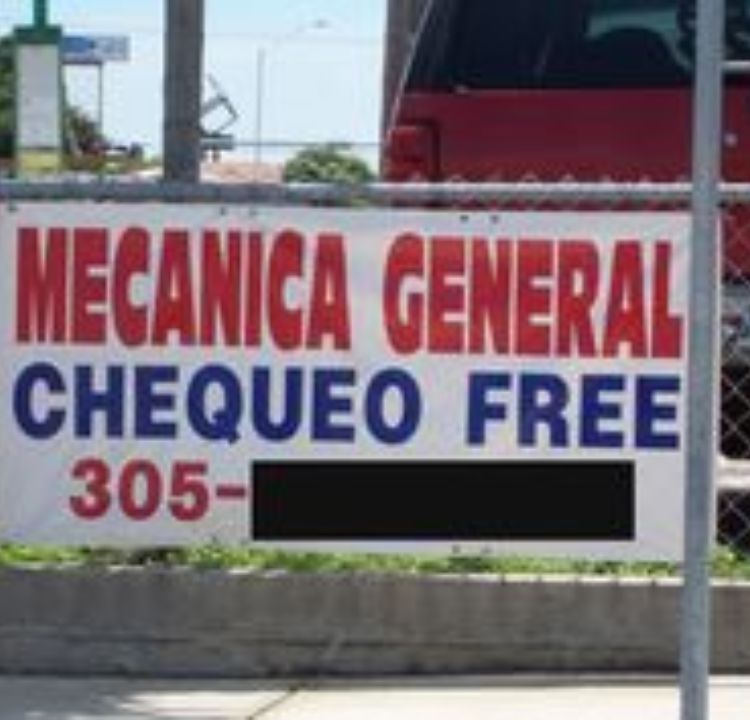 MECANICA GENERAL
CHEQUEO FREE
305-